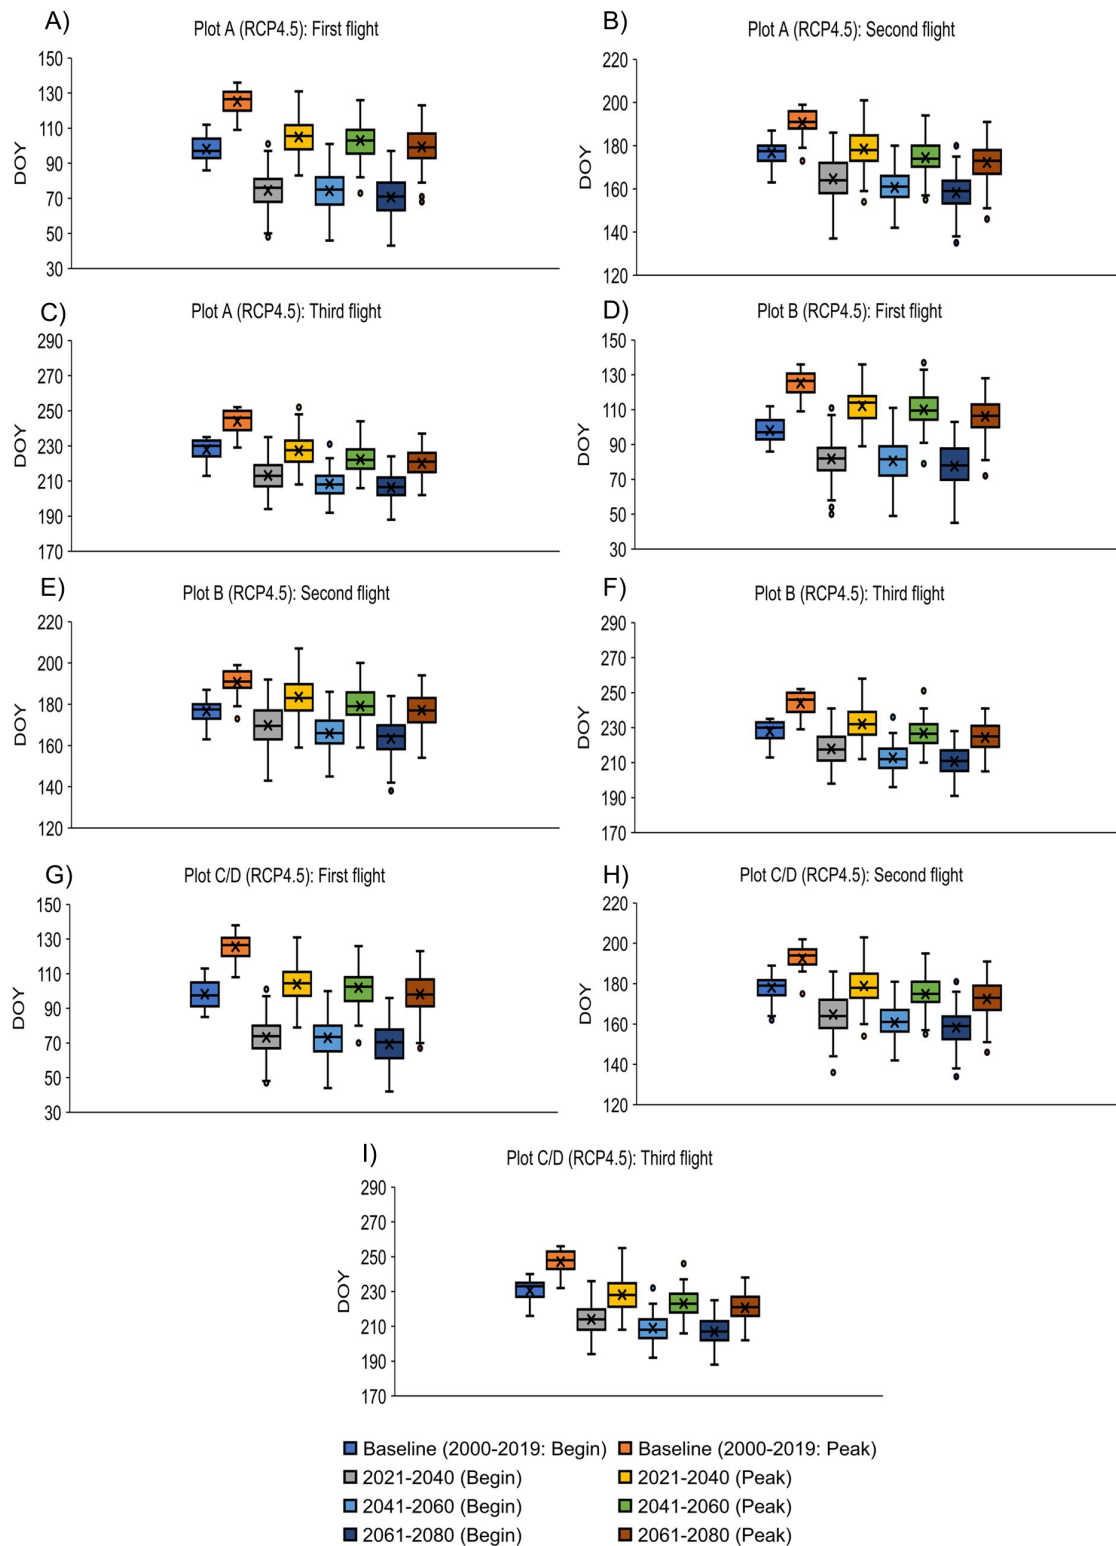 A)
Plot A (RCP4.5): First flight
150
130
110
90
70
50
30
DOY
B)
Plot A (RCP4.5): Second flight
220
200
180
160
140
120
DOY
C)
Plot A (RCP4.5): Third flight
290
270
250
230
210
190
170
DOY
D)
Plot B (RCP4.5): First flight
150
130
110
90
70
50
30
DOY
E)
Plot B (RCP4.5): Second flight
220
200
180
160
140
120
DOY
F)
Plot B (RCP4.5): Third flight
290
270
250
230
210
190
170
DOY
G)
Plot C/D (RCP4.5): First flight
150
130
110
90
70
50
30
DOY
H)
Plot C/D (RCP4.5): Second flight
220
200
180
160
140
120
DOY
I)
Plot C/D (RCP4.5): Third flight
290
270
250
230
210
190
170
DOY
Baseline (2000-2019: Begin)
Baseline (2000-2019: Peak)
2021-2040 (Begin)
2021-2040 (Peak)
2041-2060 (Begin)
2041-2060 (Peak)
2061-2080 (Begin)
2061-2080 (Peak)